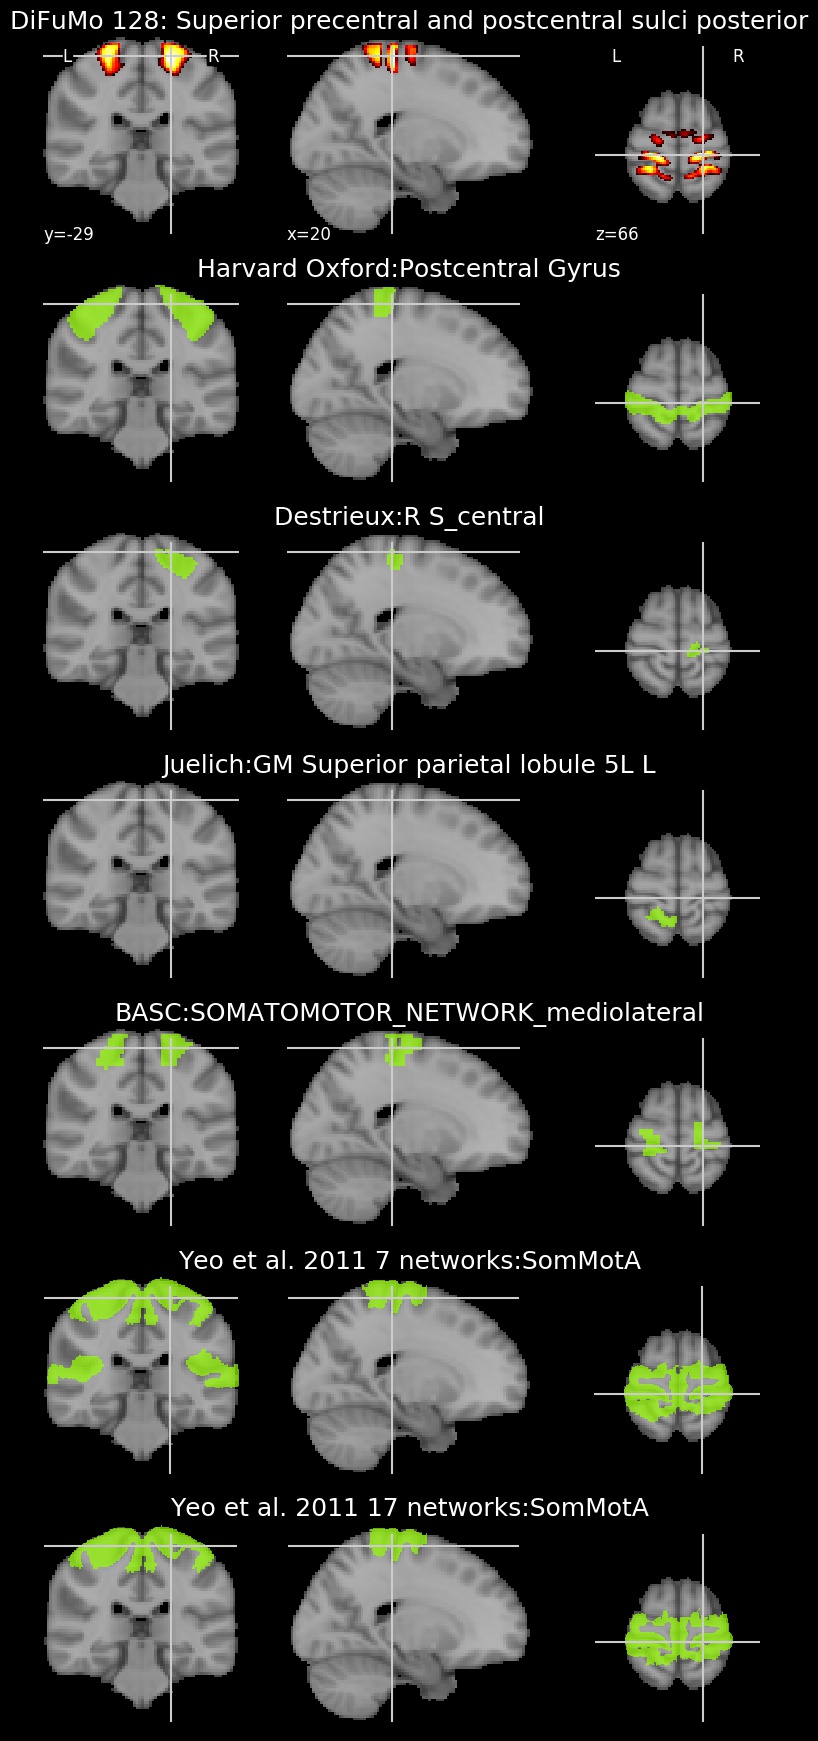 DiFuMo 128: Superior precentral and postcentral sulci posterior
L R L R
y=-29 x=20 z=66
Harvard Oxford:Postcentral Gyrus
Destrieux:R S_central
Juelich:GM Superior parietal lobule 5L L
BASC:SOMATOMOTOR_NETWORK_mediolateral
Yeo et al. 2011 7 networks:SomMotA
Yeo et al. 2011 17 networks:SomMotA